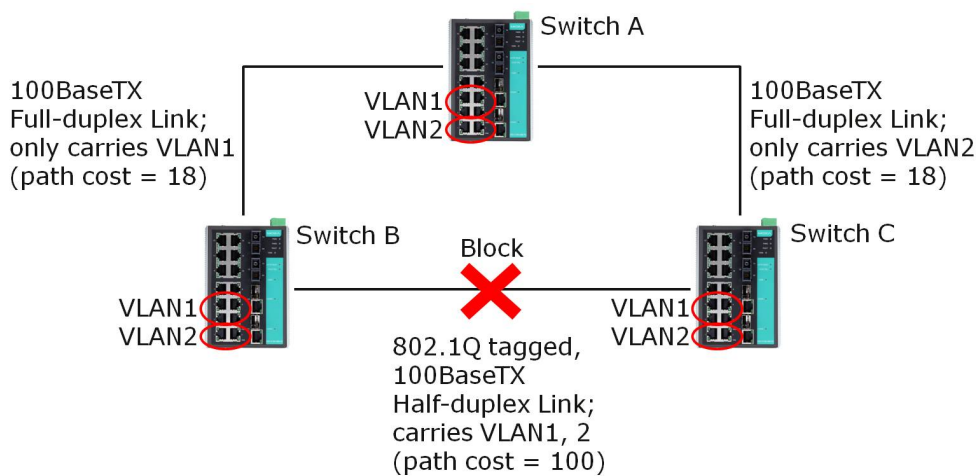 Switch A
100BaseTX
Full-duplex Link;
only carries VLAN1
(path cost = 18)
VLAN1
VLAN2
100BaseTX
Full-duplex Link;
only carries VLAN2
(path cost = 18)
Switch B
Block
Switch C
VLAN1
VLAN2
VLAN1
VLAN2
802.1Q tagged,
100BaseTX
Half-duplex Link;
carries VLAN1, 2
(path cost = 100)